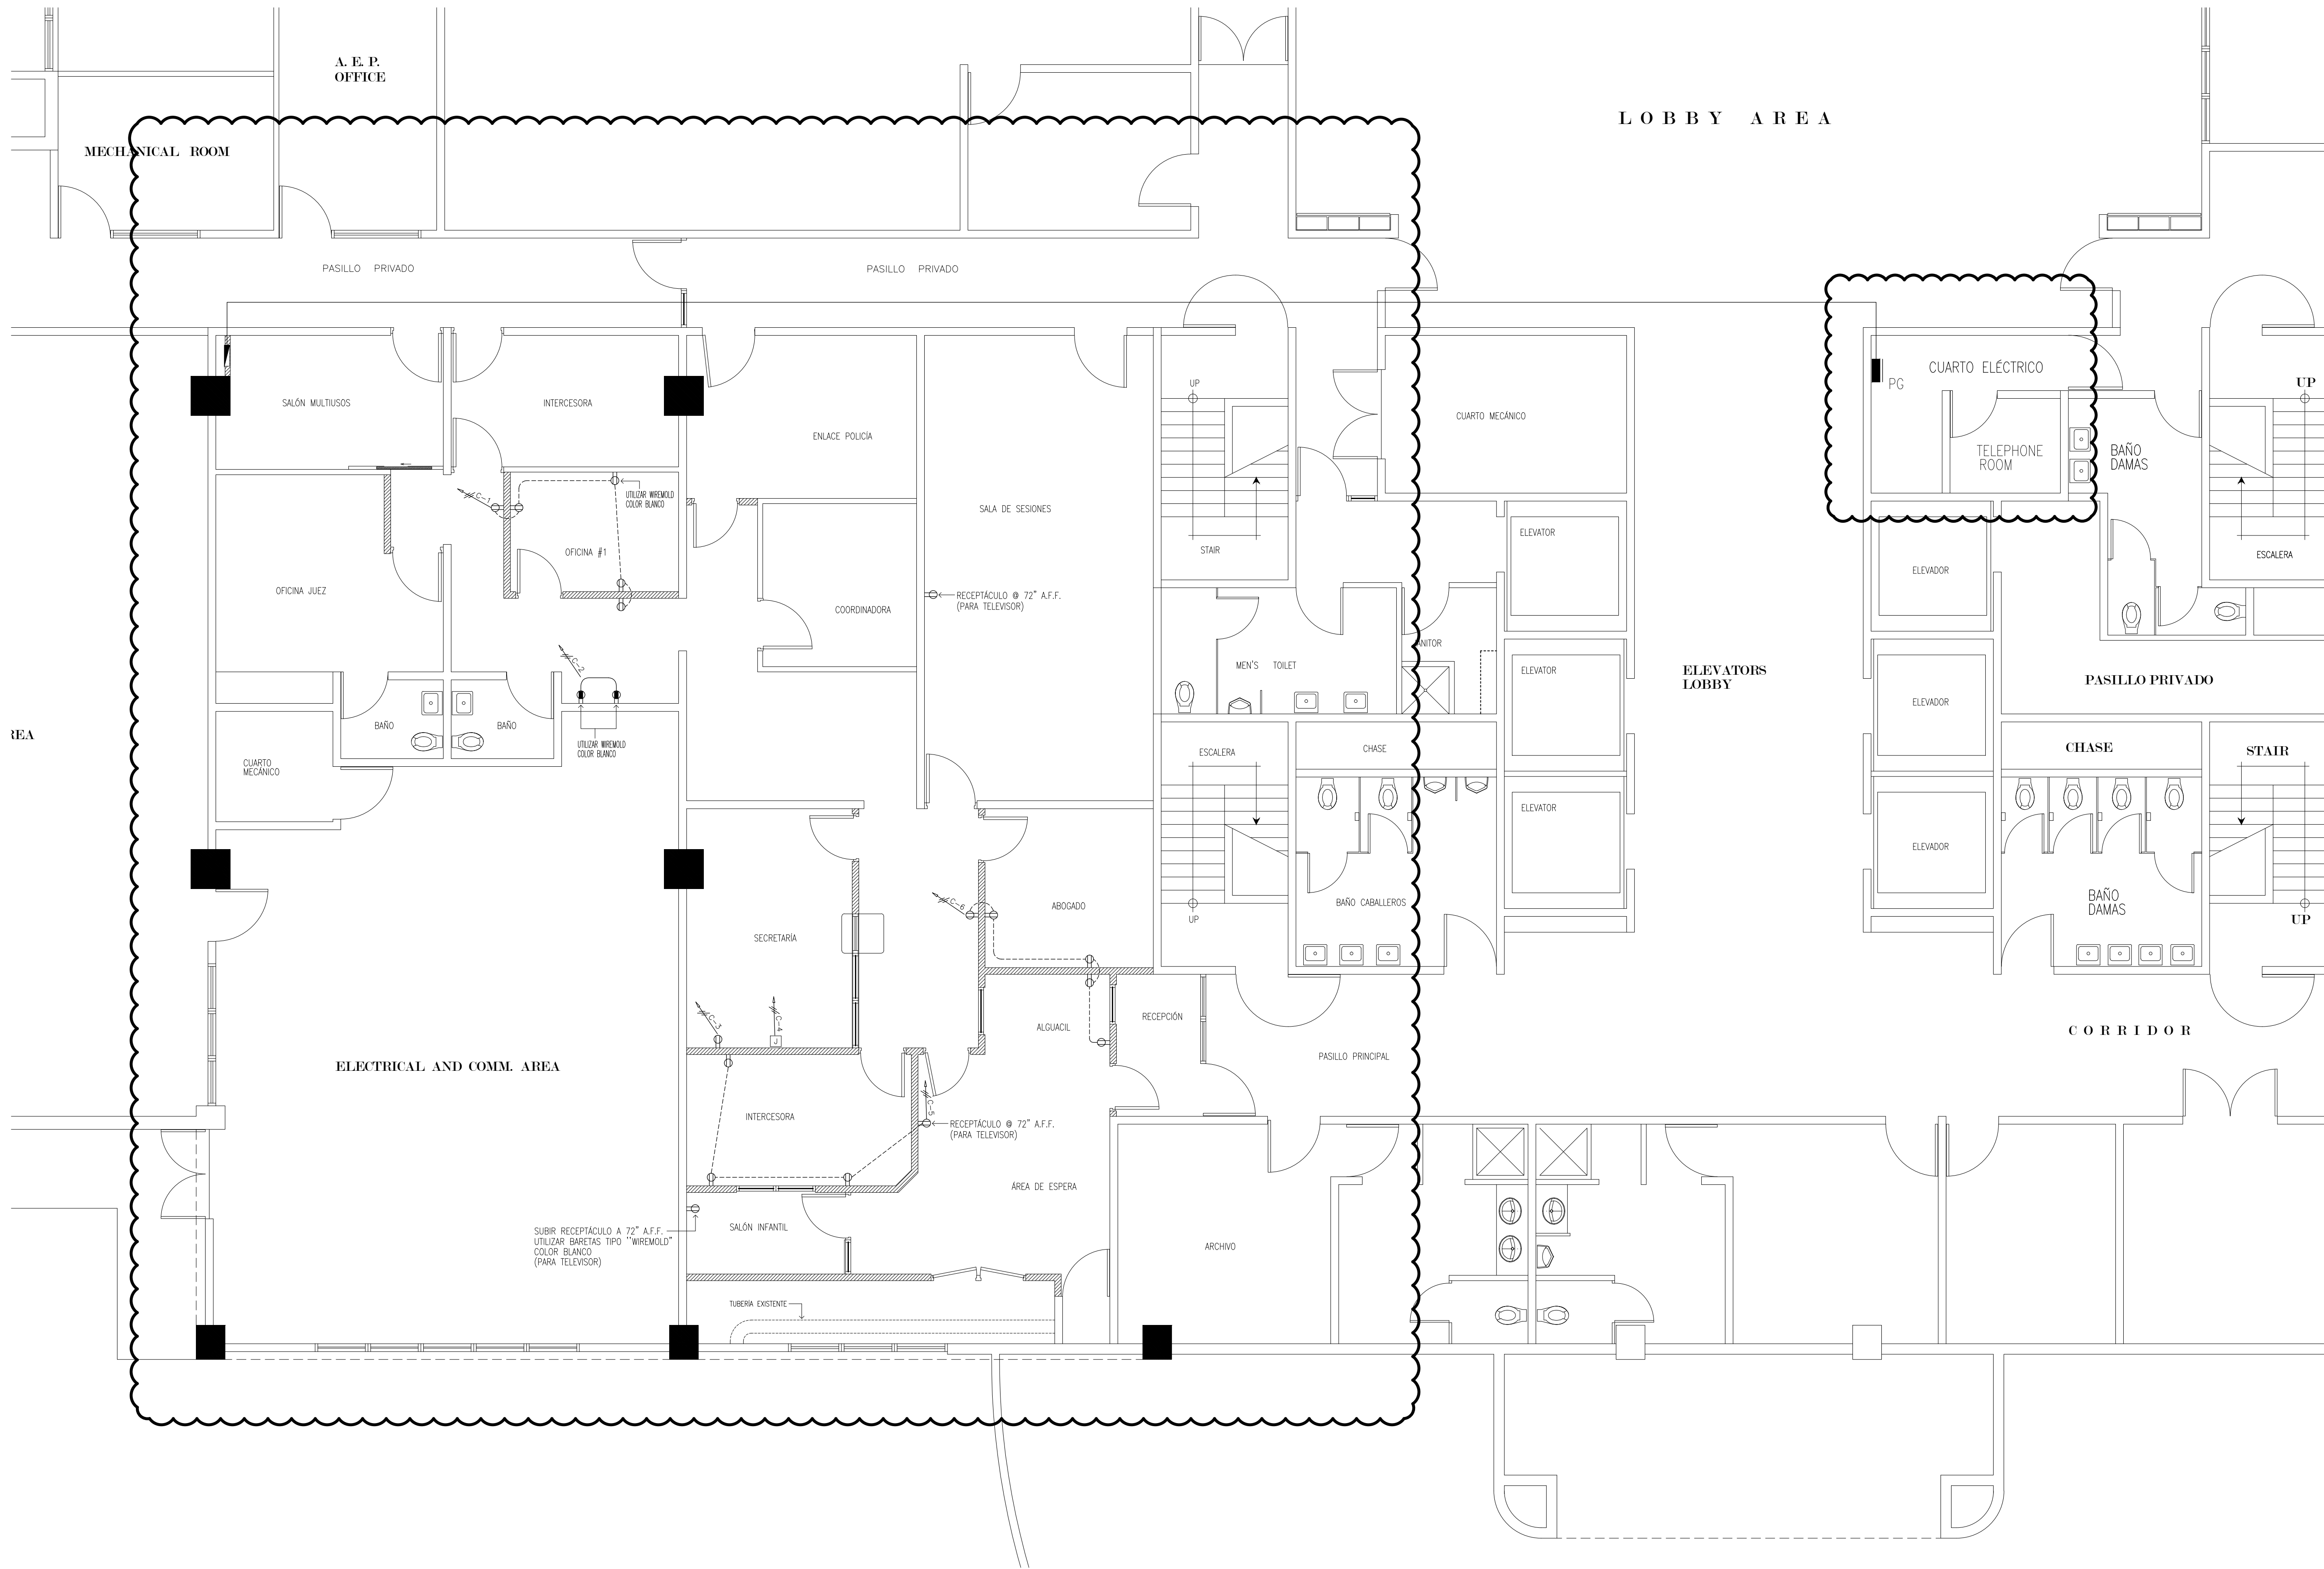 A. E. P.
OFFICE
LOBBY AREA
MECHANICAL ROOM
PASILLO PRIVADO
PASILLO PRIVADO
CUARTO ELÉCTRICO
PG
UP
SALÓN MULTIUSOS
INTERCESORA
ENLACE POLICÍA
UP
CUARTO MECÁNICO
TELEPHONE
ROOM
BAÑO
DAMAS
C-1
UTILIZAR WIREMOLD
COLOR BLANCO
SALA DE SESIONES
OFICINA #1
STAIR
ELEVATOR
ELEVADOR
ESCALERA
OFICINA JUEZ
COORDINADORA
RECEPTÁCULO @ 72" A.F.F.
(PARA TELEVISOR)
C-2
MEN'S TOILET
ANITOR
ELEVATOR
ELEVATORS
LOBBY
ELEVADOR
PASILLO PRIVADO
REA
BAÑO
BAÑO
UTILIZAR WIREMOLD
COLOR BLANCO
ESCALERA
CHASE
CHASE
STAIR
CUARTO
MECÁNICO
ELEVATOR
ELEVADOR
C-6
ABOGADO
UP
BAÑO CABALLEROS
BAÑO
DAMAS
UP
SECRETARÍA
C-3
C-4
J
ALGUACIL
RECEPCIÓN
PASILLO PRINCIPAL
CORRIDOR
ELECTRICAL AND COMM. AREA
INTERCESORA
C-5
RECEPTÁCULO @ 72" A.F.F.
(PARA TELEVISOR)
ÁREA DE ESPERA
SUBIR RECEPTÁCULO A 72" A.F.F.
UTILIZAR BARETAS TIPO ''WIREMOLD"
COLOR BLANCO
(PARA TELEVISOR)
SALÓN INFANTIL
ARCHIVO
TUBERÍA EXISTENTE